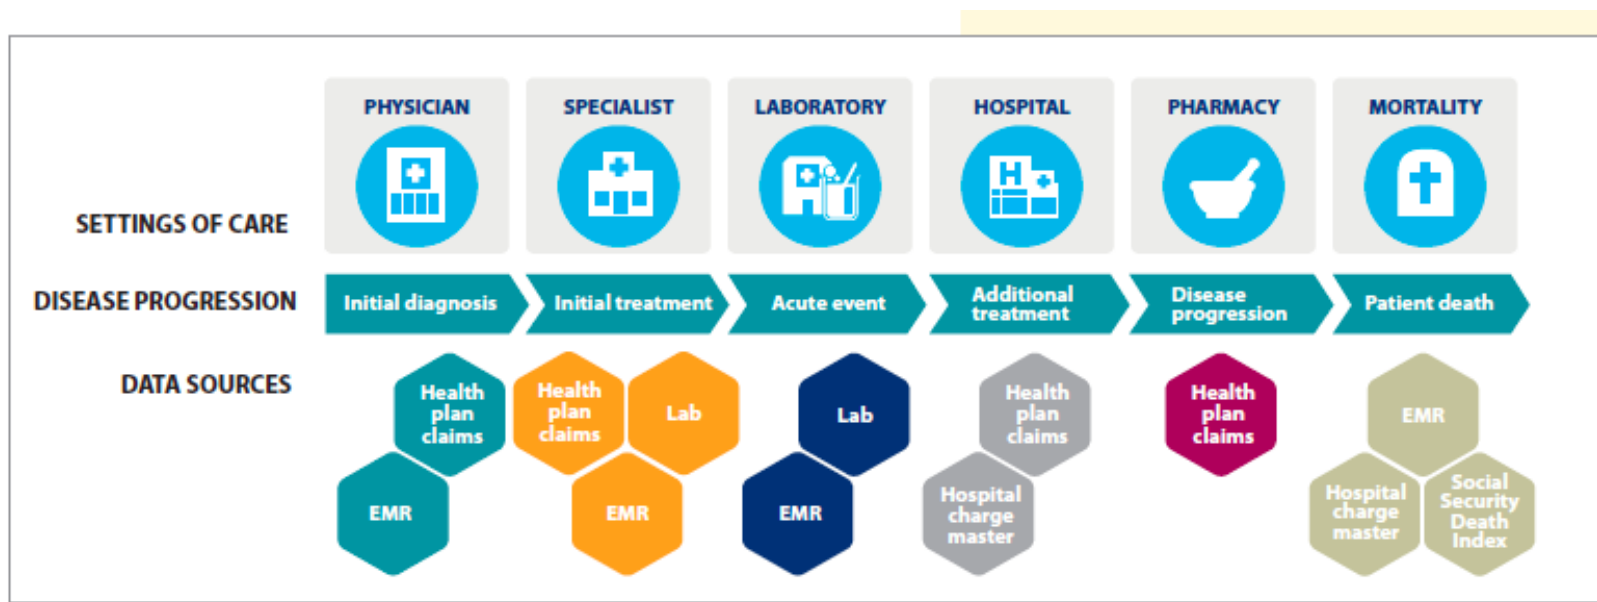 PHYSICIAN SPECIALIST LABORATORY HOSPITAL PHARMACY MORTALITY
H
SETTINGS OF CARE
DISEASE PROGRESSION
Initial diagnosis
Initial treatment
Acute event
Additional
treatment
Disease
progression
Patient death
DATA SOURCES
Health
plan
claims
EMR
Health
plan
claims
Lab
EMR
Lab
EMR
Health
plan
claims
Hospital
charge
master
Health
plan
claims
EMR
Hospital
charge
master
Social
Security
Death
Index